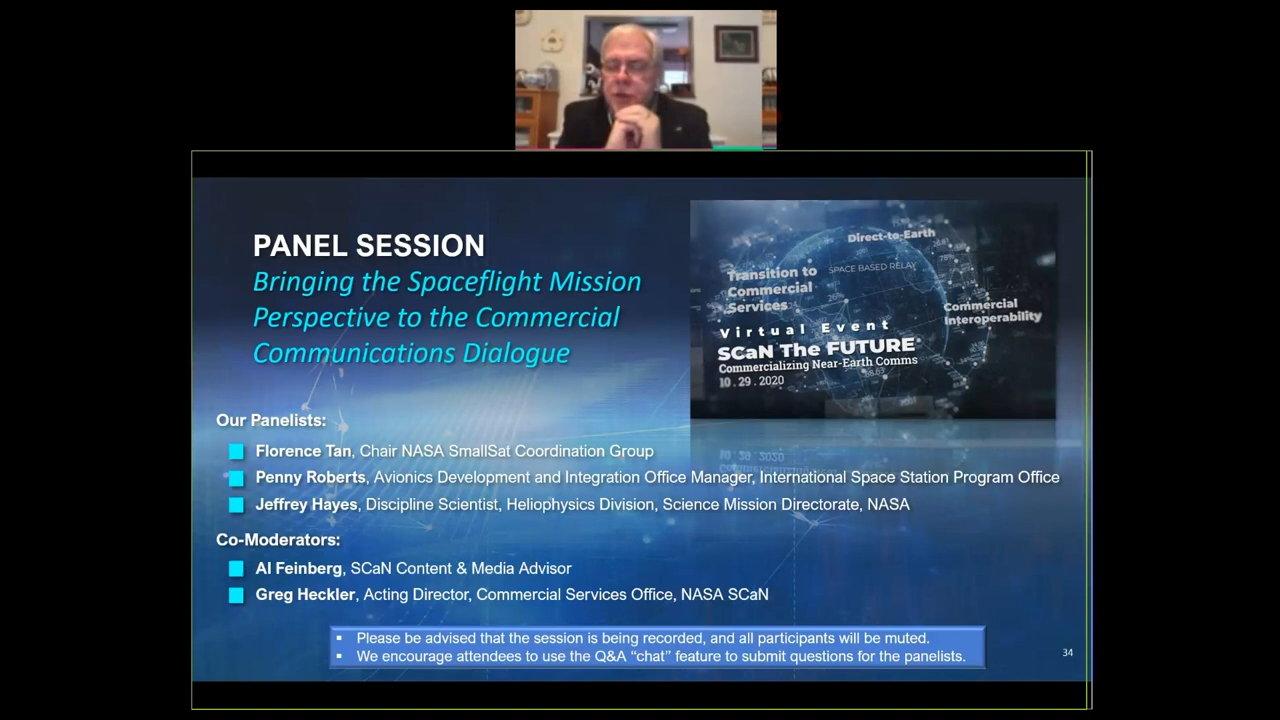 PANEL SESSION
Bringing the Spaceflight Mission
Perspective to the Commercial
Communications Dialogue
Direct-to-Earth
SPACE BASED RELAY
Transition to
Commercial
Services
Commercial
Interoperability
Virtual Event
SCaN The FUTURE
Commercializing Near-Earth Comms
10.29.2020
Our Panelists:
Florence Tan, Chair NASA SmallSat Coordination Group
Penny Roberts, Avionics Development and Integration Office Manager, International Space Station Program Office
Jeffrey Hayes, Discipline Scientist, Heliophysics Division, Science Mission Directorate, NASA
Co-Moderators:
Al Feinberg, SCaN Content & Media Advisor
Greg Heckler, Acting Director, Commercial Services Office, NASA SCaN
▪ Please be advised that the session is being recorded, and all participants will be muted.
▪ We encourage attendees to use the Q&A “chat” feature to submit questions for the panelists.
34